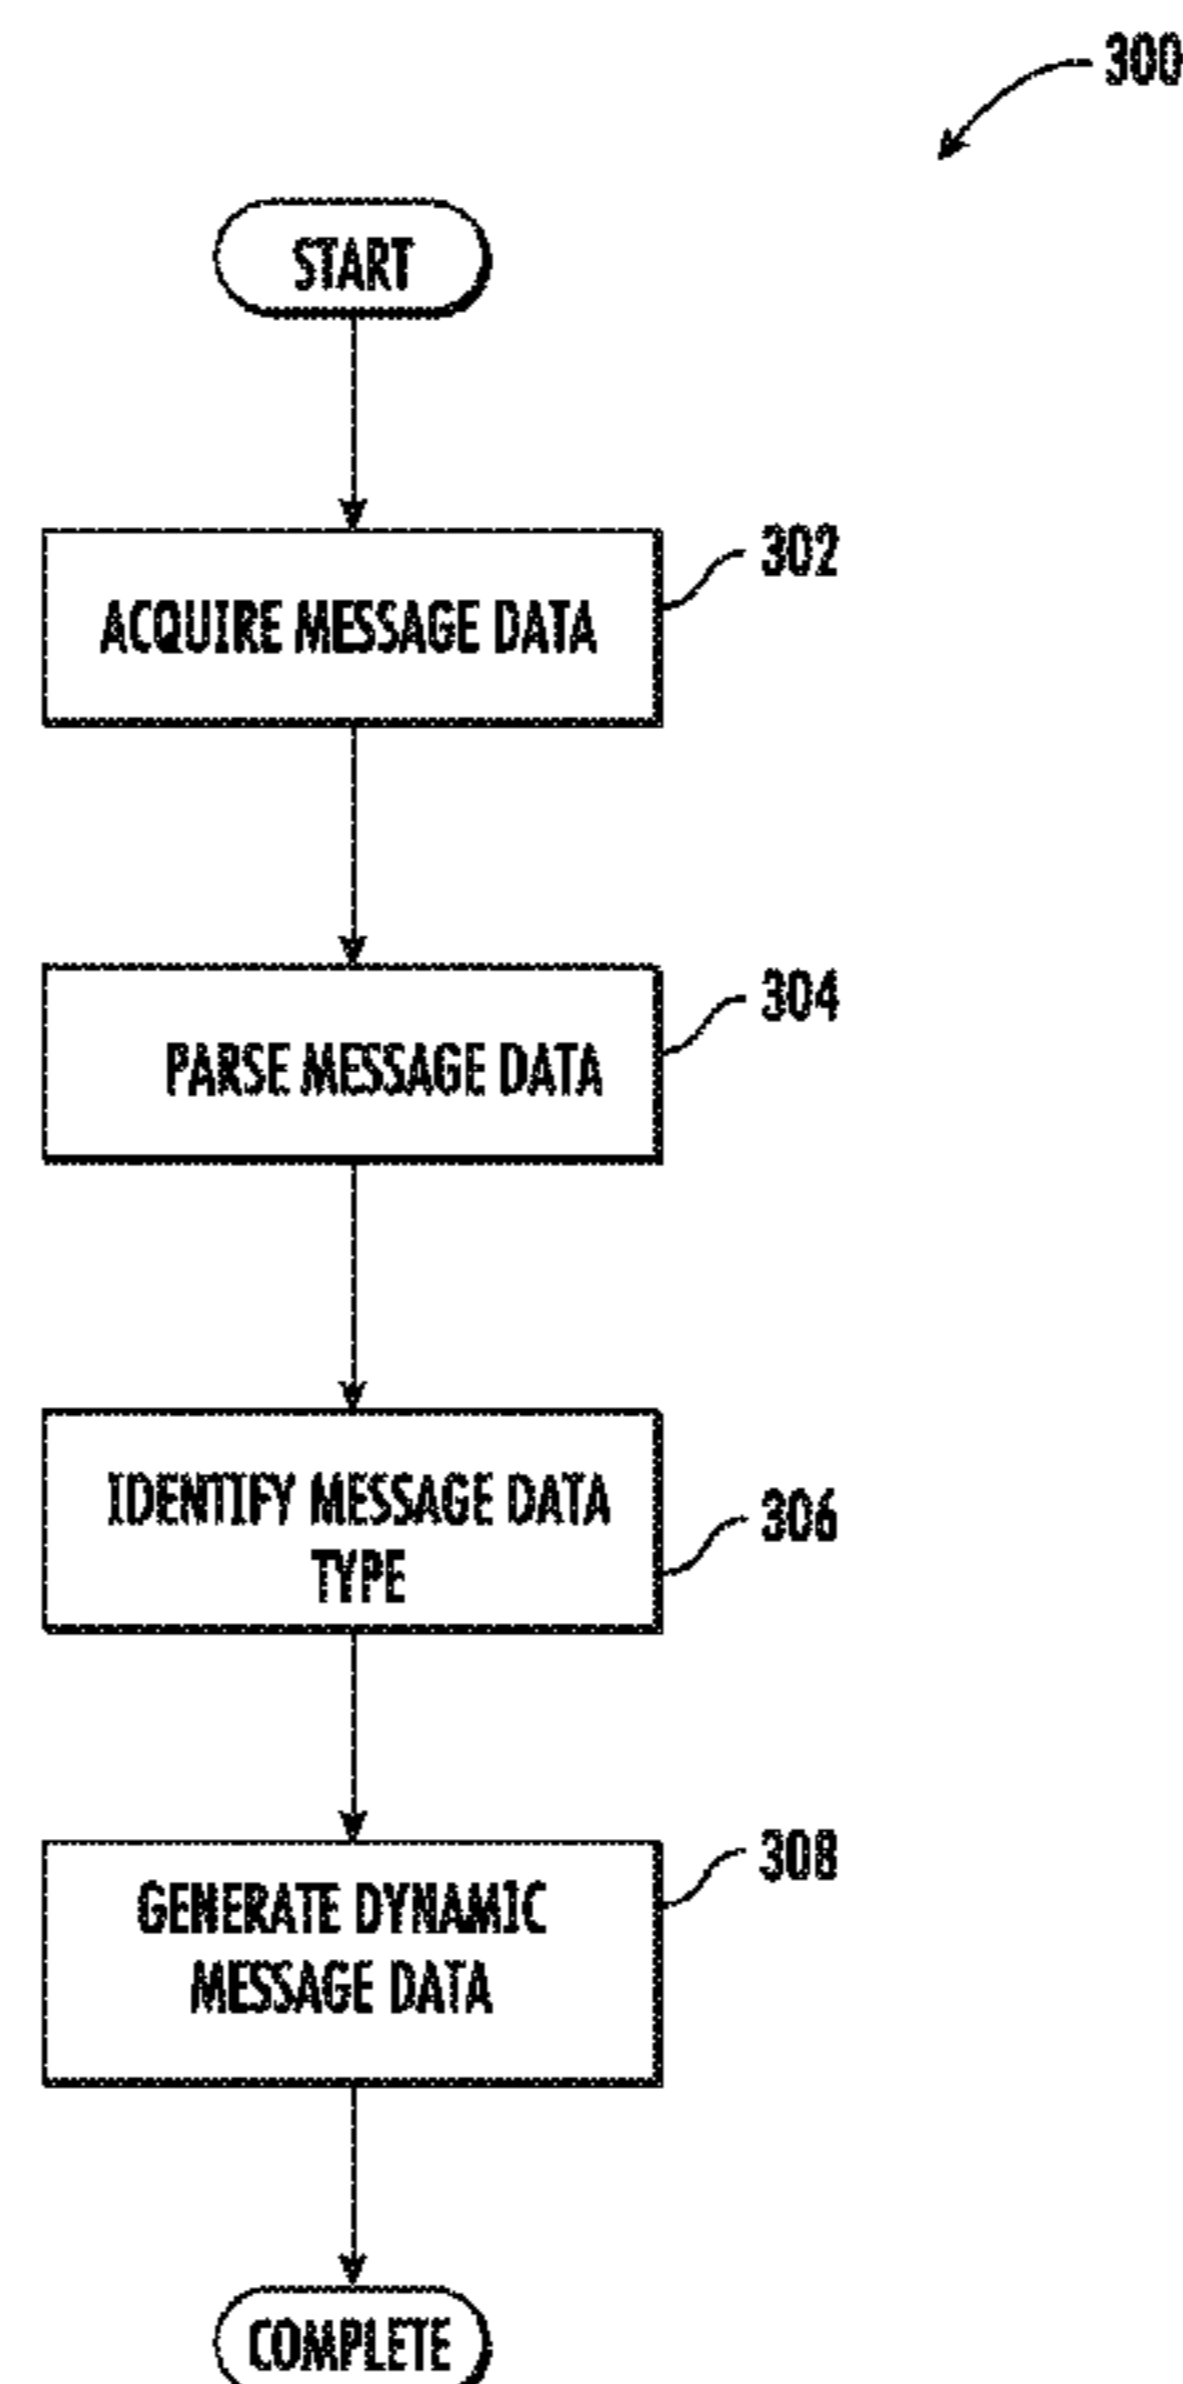 300
START
302
ACQUIRE MESSAGE DATA
304
PARSE MESSAGE DATA
IDENTIFY MESSAGE DATA
TYPE
306
308
GENERATE DYNAMIC
MESSAGE DATA
COMPLETE